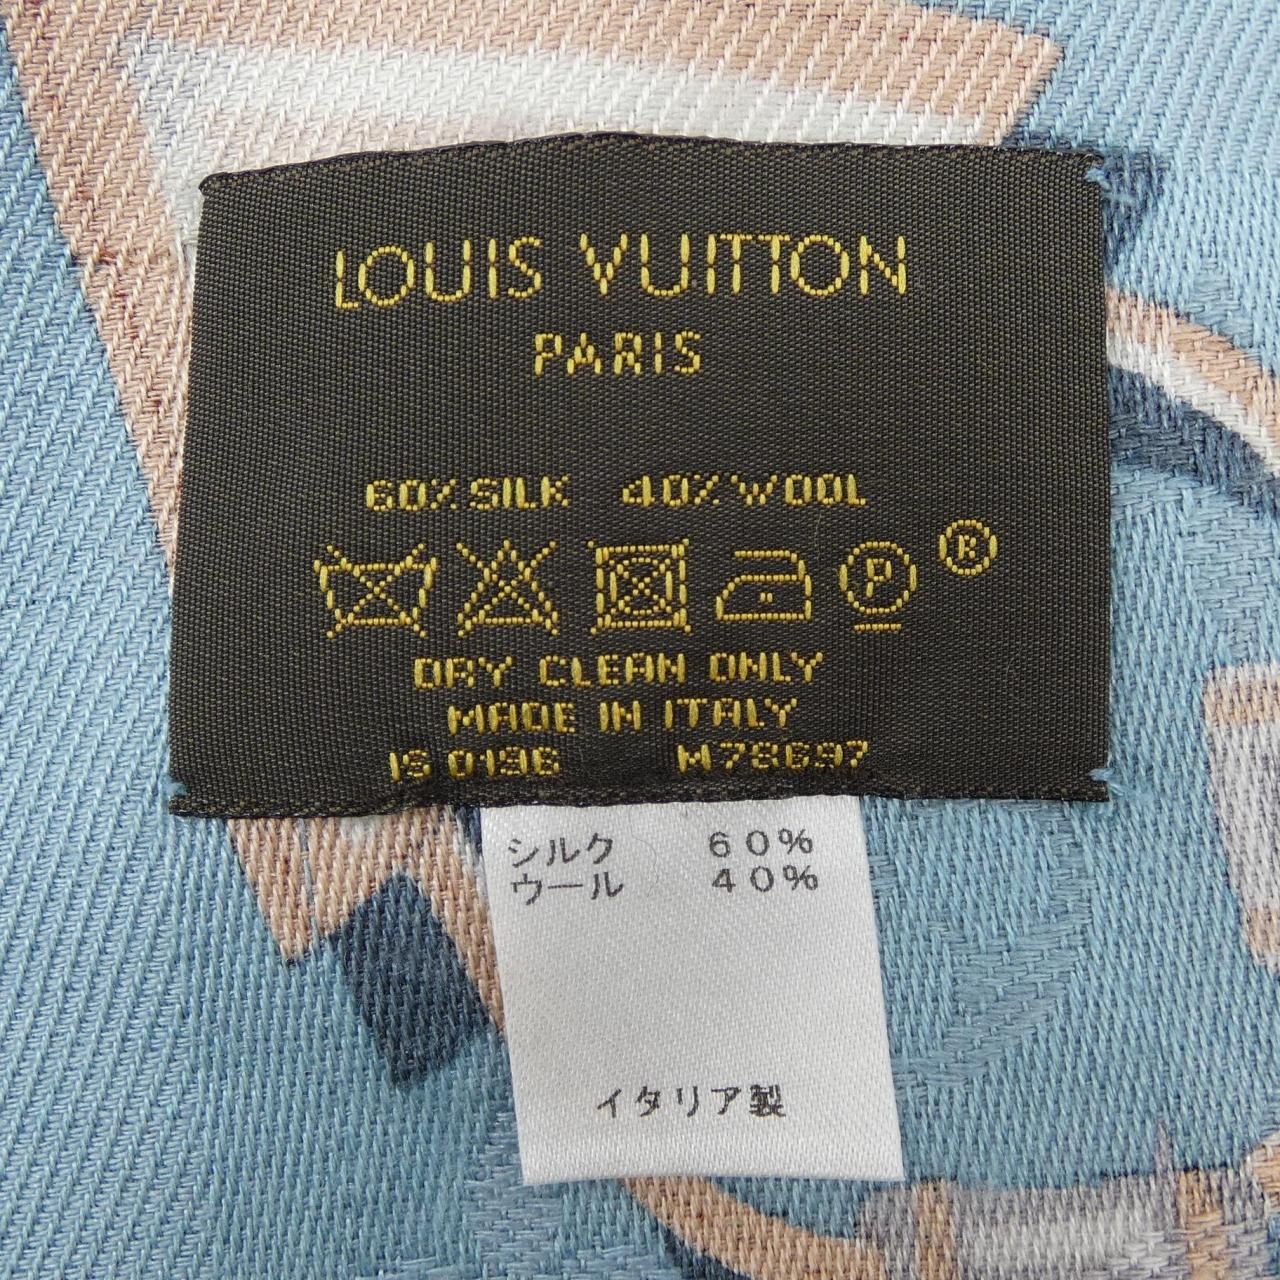 LOUIS VUITTON
PARIS
60% SILK 40% WOOL
P ®
DRY CLEAN ONLY
MADE IN ITALY
IS 0196 M78697
シルク 60%
ウール 40%
イタリア製